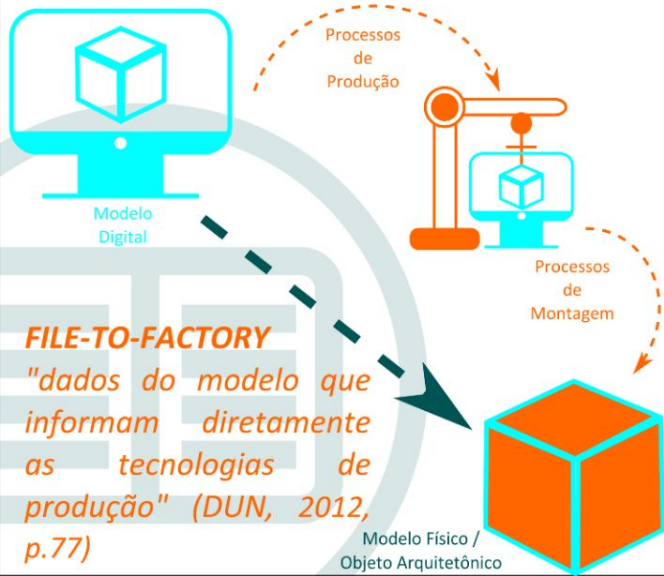 Processos
de
Produção
Modelo
Digital
Processos
de
Montagem
FILE-TO-FACTORY
"dados do modelo que
informam diretamente
as tecnologias de
produção" (DUN, 2012,
p.77)
Modelo Físico /
Objeto Arquitetônico